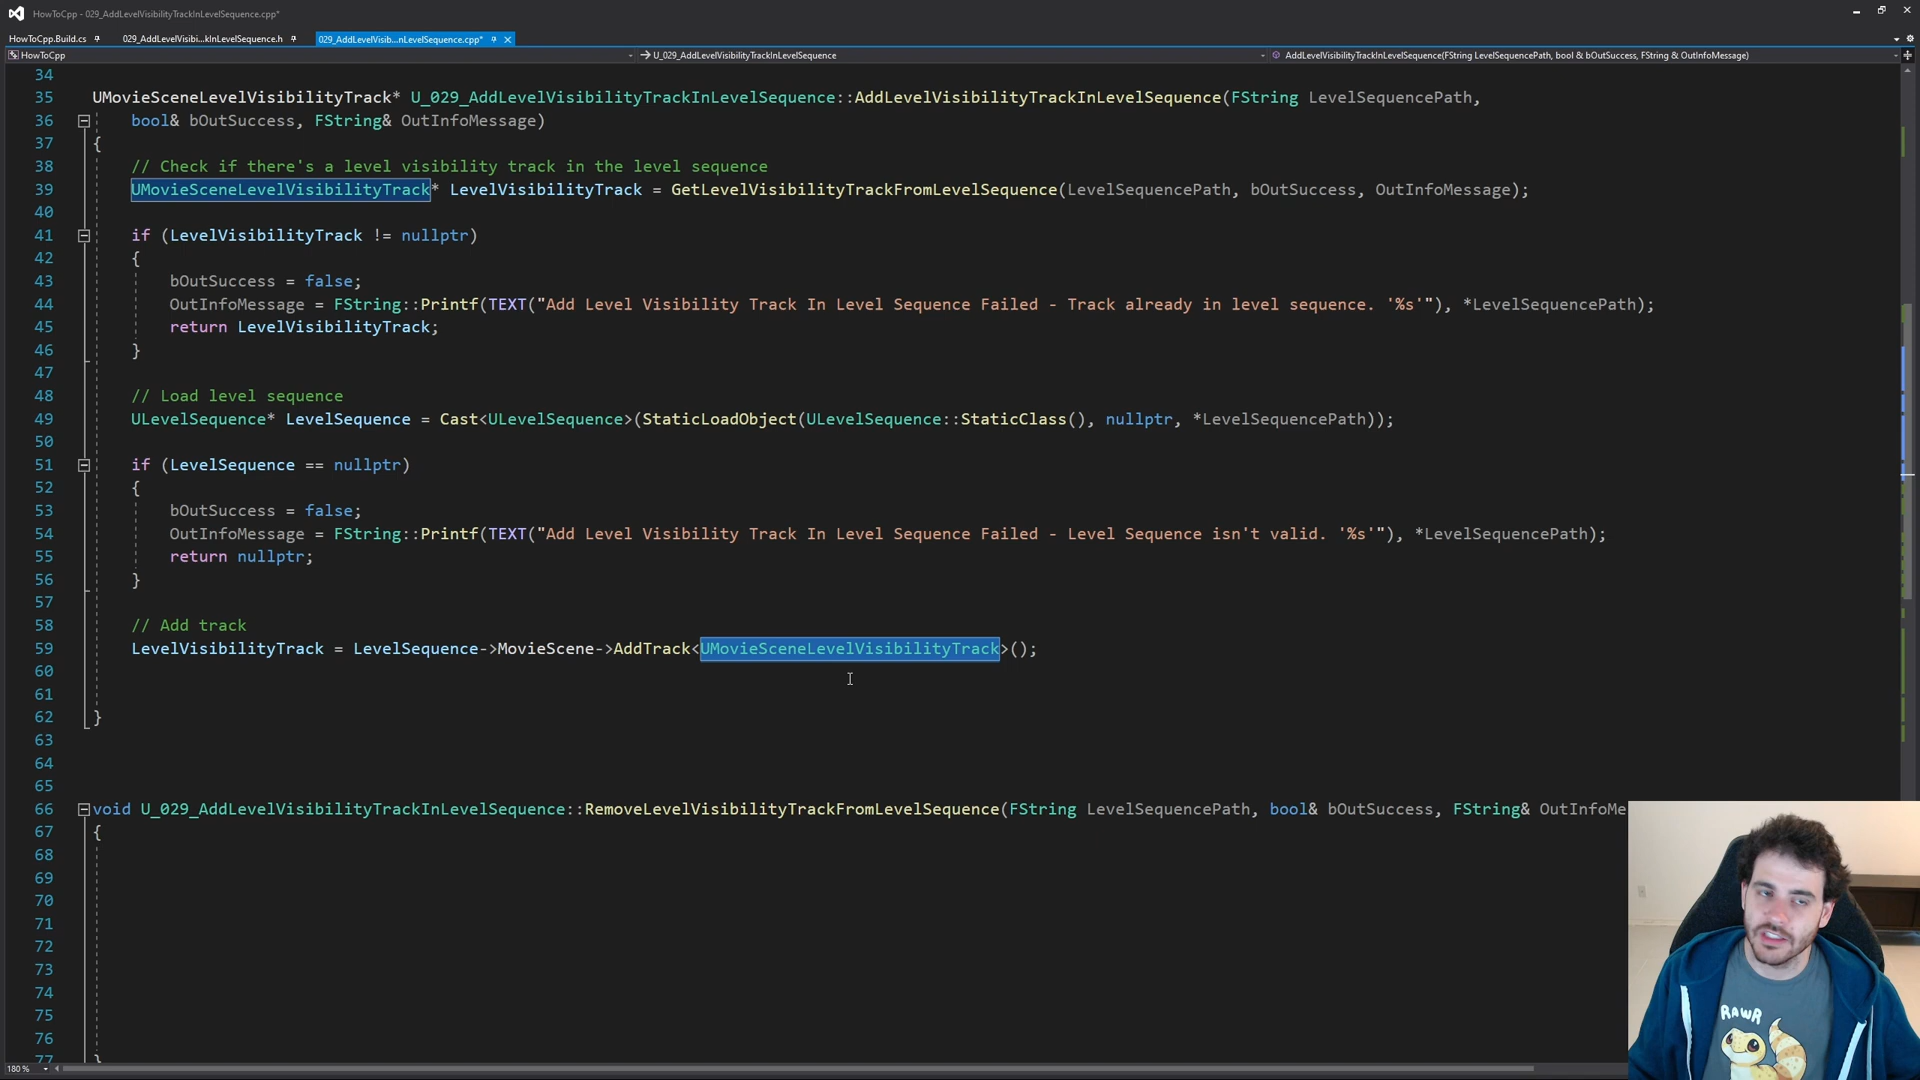 HowToCpp - 029_AddLevelVisibilityTrackInLevelSequence.cpp*
HowToCpp.Build.cs 029_AddLevelVisibi...kInLevelSequence.h 029_AddLevelVisib...nLevelSequence.cpp*
HowToCpp U_029_AddLevelVisibilityTrackInLevelSequence AddLevelVisibilityTrackInLevelSequence(FString LevelSequencePath, bool & bOutSuccess, FString & OutInfoMessage)
34
35 UMovieSceneLevelVisibilityTrack* U_029_AddLevelVisibilityTrackInLevelSequence::AddLevelVisibilityTrackInLevelSequence(FString LevelSequencePath,
36 bool& bOutSuccess, FString& OutInfoMessage)
37 {
38 // Check if there's a level visibility track in the level sequence
39 UMovieSceneLevelVisibilityTrack* LevelVisibilityTrack = GetLevelVisibilityTrackFromLevelSequence(LevelSequencePath, bOutSuccess, OutInfoMessage);
40
41 if (LevelVisibilityTrack != nullptr)
42 {
43 bOutSuccess = false;
44 OutInfoMessage = FString::Printf(TEXT("Add Level Visibility Track In Level Sequence Failed - Track already in level sequence. '%s'"), *LevelSequencePath);
45 return LevelVisibilityTrack;
46 }
47
48 // Load level sequence
49 ULevelSequence* LevelSequence = Cast<ULevelSequence>(StaticLoadObject(ULevelSequence::StaticClass(), nullptr, *LevelSequencePath));
50
51 if (LevelSequence == nullptr)
52 {
53 bOutSuccess = false;
54 OutInfoMessage = FString::Printf(TEXT("Add Level Visibility Track In Level Sequence Failed - Level Sequence isn't valid. '%s'"), *LevelSequencePath);
55 return nullptr;
56 }
57
58 // Add track
59 LevelVisibilityTrack = LevelSequence->MovieScene->AddTrack<UMovieSceneLevelVisibilityTrack>();
60
61
62 }
63
64
65
66 void U_029_AddLevelVisibilityTrackInLevelSequence::RemoveLevelVisibilityTrackFromLevelSequence(FString LevelSequencePath, bool& bOutSuccess, FString& OutInfoMe
67 {
68
69
70
71
72
73
74
75
76
77 }
180 %
RAWR